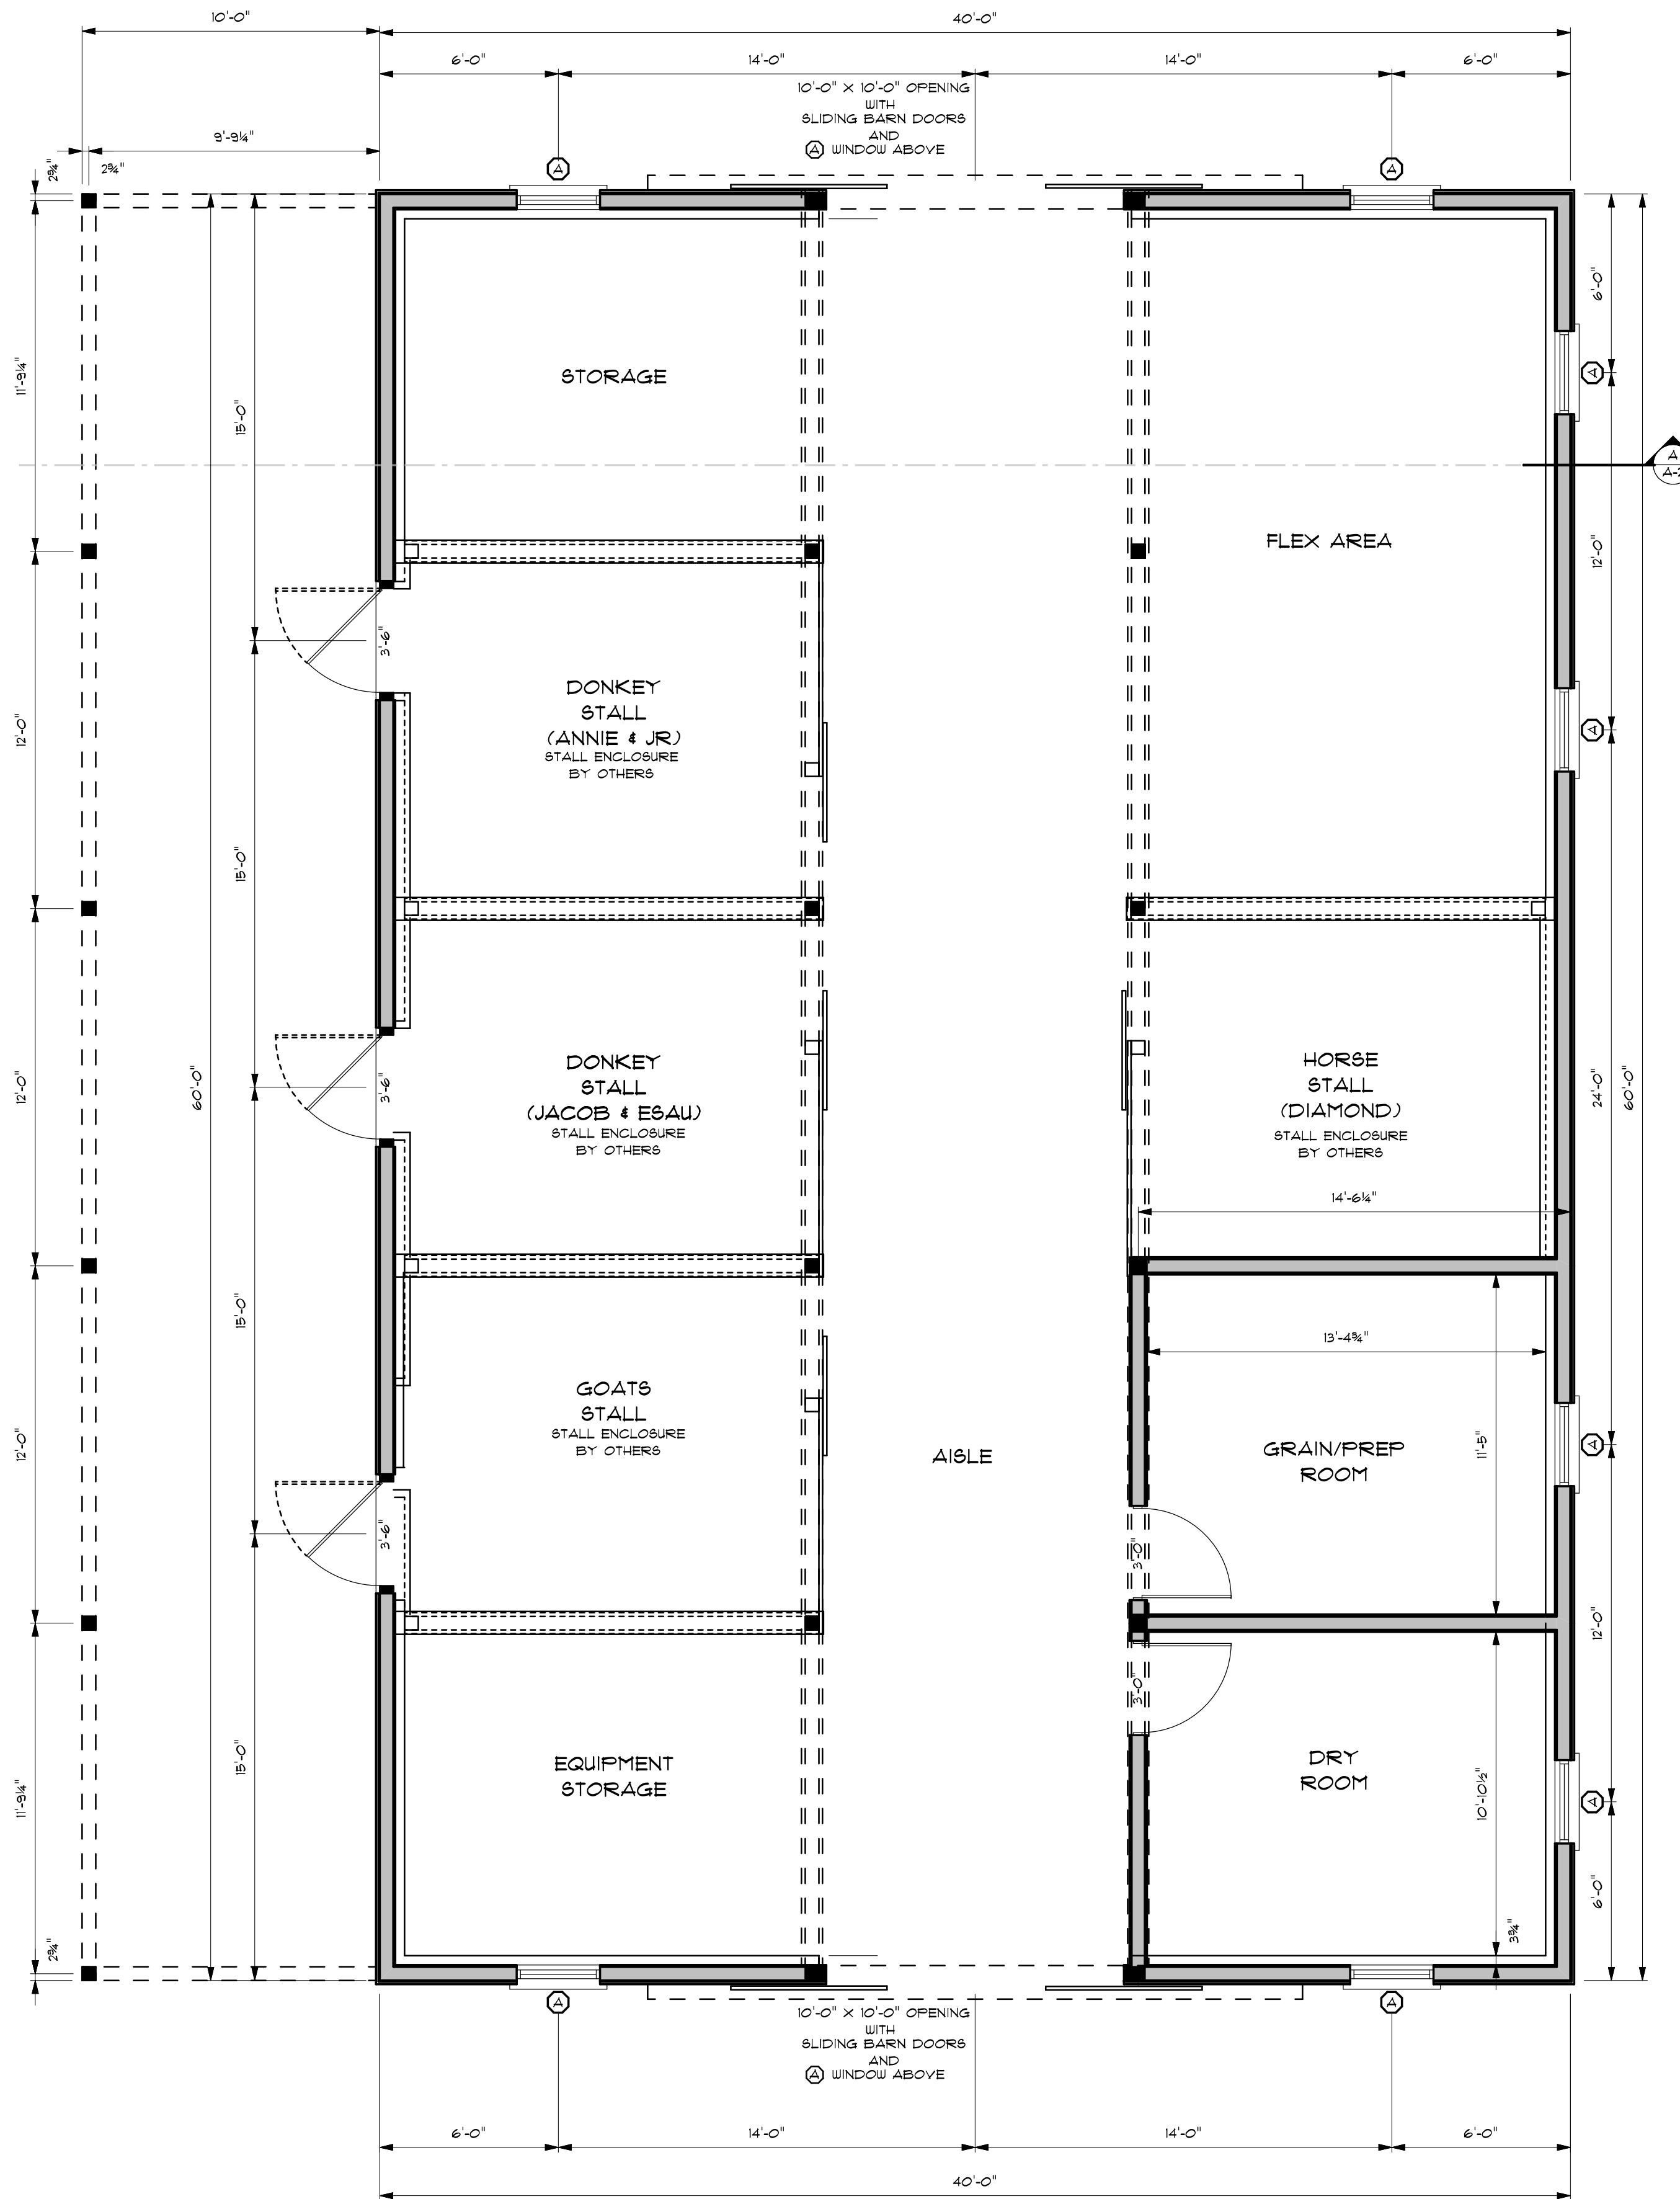 10'-0"
40'-0"
6'-0"
14'-0"
14'-0"
6'-0"
10'-0" X 10'-0" OPENING
WITH
SLIDING BARN DOORS
AND
A WINDOW ABOVE
9'-9¼"
2¾"
2¾"
A
A
STORAGE
6'-0"
A
11'-9¼"
15'-0"
A
FLEX AREA
12'-0"
3'-6"
DONKEY
STALL
(ANNIE & JR)
STALL ENCLOSURE
BY OTHERS
12'-0"
A
15'-0"
DONKEY
STALL
(JACOB & ESAU)
STALL ENCLOSURE
BY OTHERS
HORSE
STALL
(DIAMOND)
STALL ENCLOSURE
BY OTHERS
12'-0"
60'-0"
3'-6"
24'-0"
60'-0"
14'-6¼"
15'-0"
13'-4¾"
GOATS
STALL
STALL ENCLOSURE
BY OTHERS
12'-0"
AISLE
GRAIN/PREP
ROOM
11'-5"
A
3'-6"
3'-0"
12'-0"
3'-0"
EQUIPMENT
STORAGE
DRY
ROOM
15'-0"
11'-9¼"
10'-10½"
A
6'-0"
2¾"
3¾"
A
A
10'-0" X 10'-0" OPENING
WITH
SLIDING BARN DOORS
AND
A WINDOW ABOVE
6'-0"
14'-0"
14'-0"
6'-0"
40'-0"